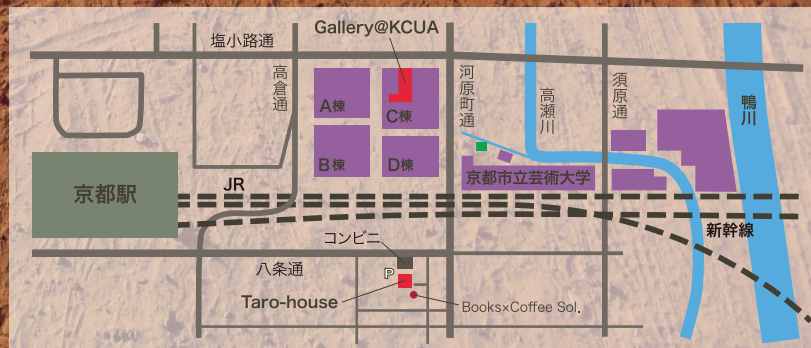 塩小路通
Gallery@KCUA
高倉通
河原町通
高瀬川
須原通
鴨川
A棟
C棟
B棟
D棟
京都市立芸術大学
京都駅
JR
新幹線
コンビニ
八条通
P
Taro-house
Books×Coffee Sol.